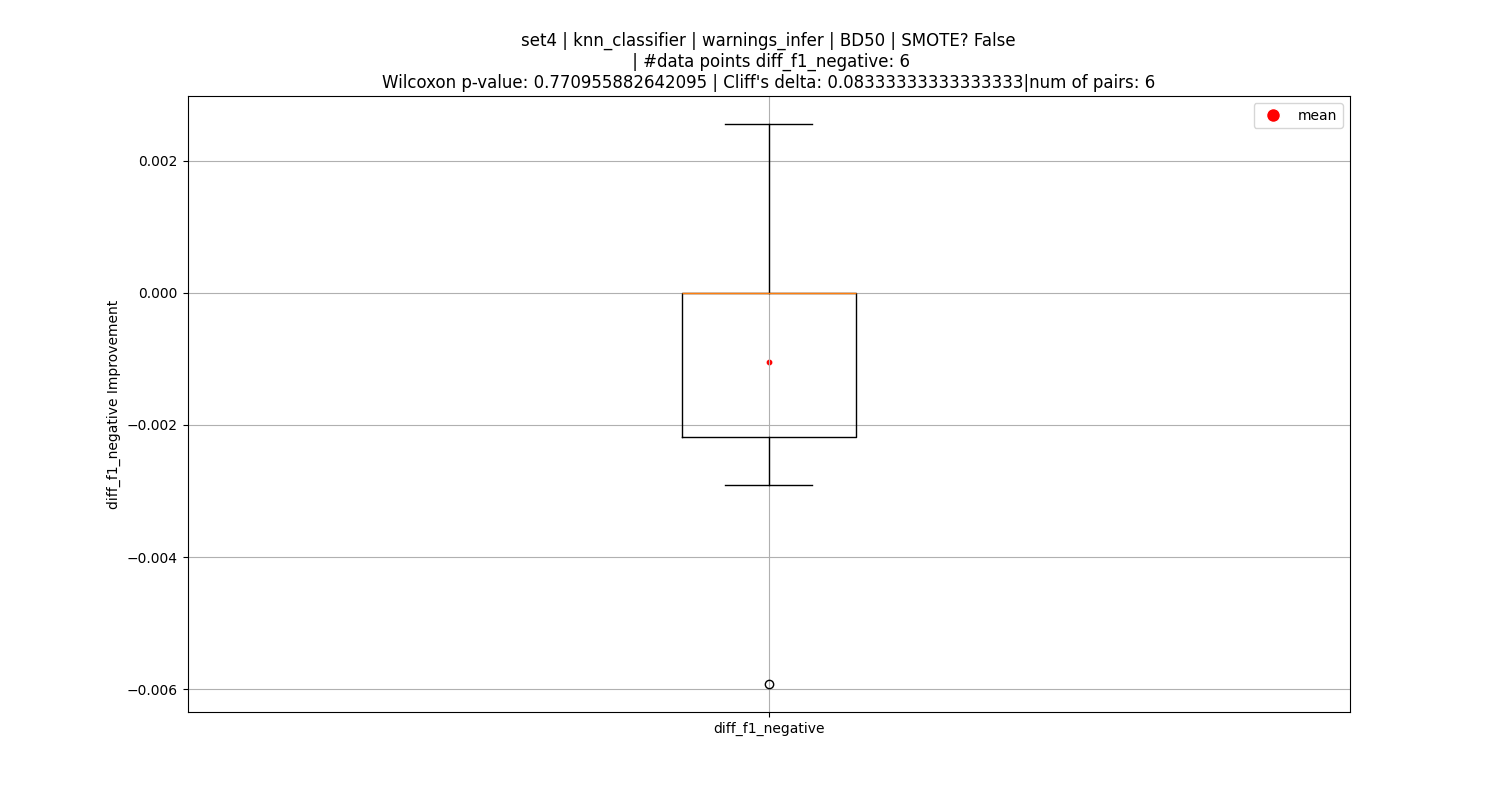 set4 | knn_classifier | warnings_infer | BD50 | SMOTE? False
| #data points diff_f1_negative: 6
Wilcoxon p-value: 0.770955882642095 | Cliff's delta: 0.08333333333333333|num of pairs: 6
mean
0.002
0.000
−0.002
−0.004
−0.006
diff_f1_negative Improvement
diff_f1_negative